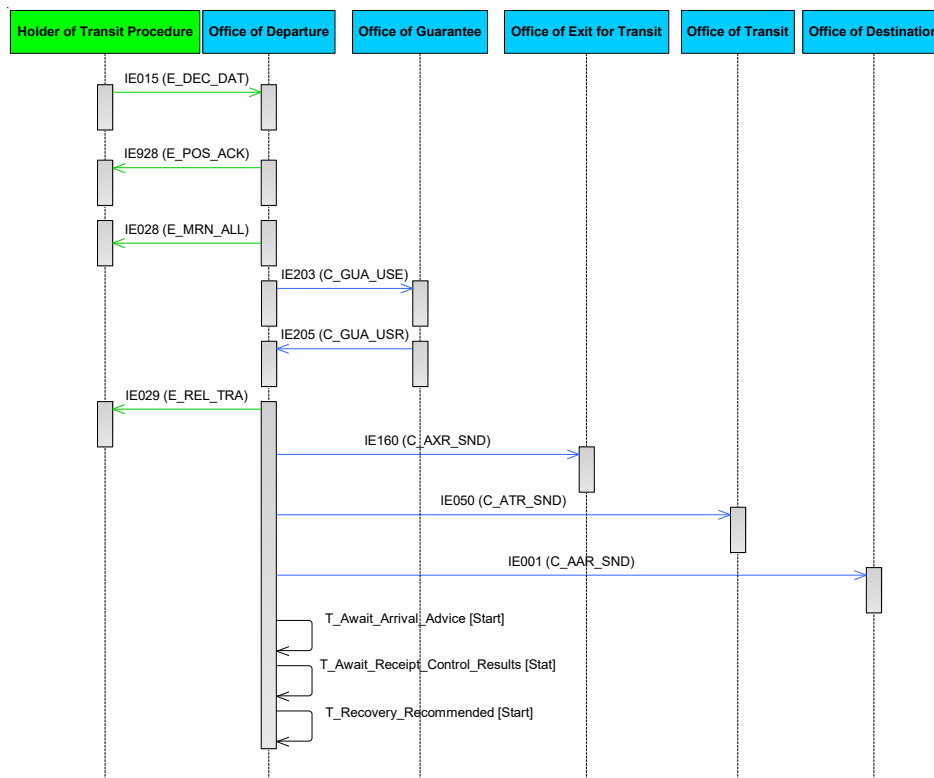 Holder of Transit Procedure
Office of Departure
Office of Guarantee
Office of Exit for Transit
Office of Transit
Office of Destination
IE015 (E_DEC_DAT)
IE928 (E_POS_ACK)
IE028 (E_MRN_ALL)
IE203 (C_GUA_USE)
IE205 (C_GUA_USR)
IE029 (E_REL_TRA)
IE160 (C_AXR_SND)
IE050 (C_ATR_SND)
IE001 (C_AAR_SND)
T_Await_Arrival_Advice [Start]
T_Await_Receipt_Control_Results [Stat]
T_Recovery_Recommended [Start]